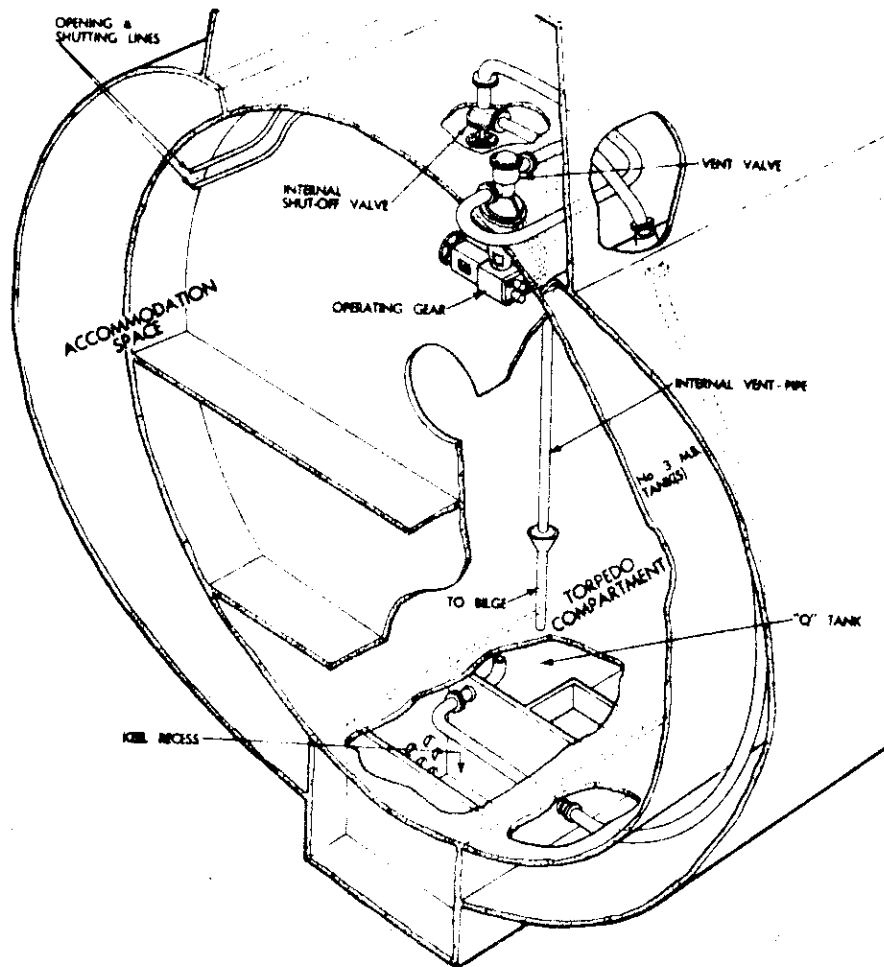 OPENING &
SHUTTING LINES
INTERNAL
SHUT-OFF VALVE
VENT VALVE
OPERATING GEAR
ACCOMMODATION
SPACE
INTERNAL VENT-PIPE
No 3 M.B.
TANK(S)
TORPEDO
COMPARTMENT
TO BILGE
"Q" TANK
KEEL RECESS